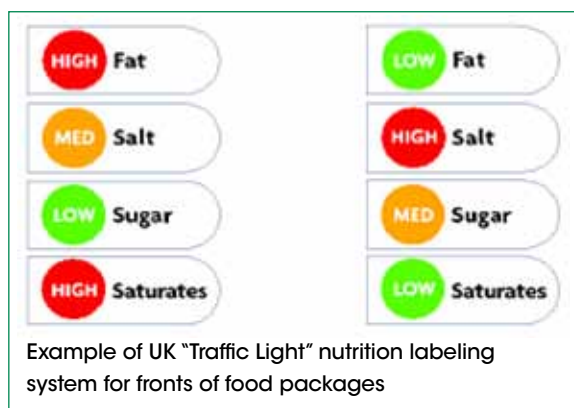 HIGH Fat
MED Salt
LOW Sugar
HIGH Saturates
LOW Fat
HIGH Salt
MED Sugar
LOW Saturates
Example of UK "Traffic Light" nutrition labeling
system for fronts of food packages